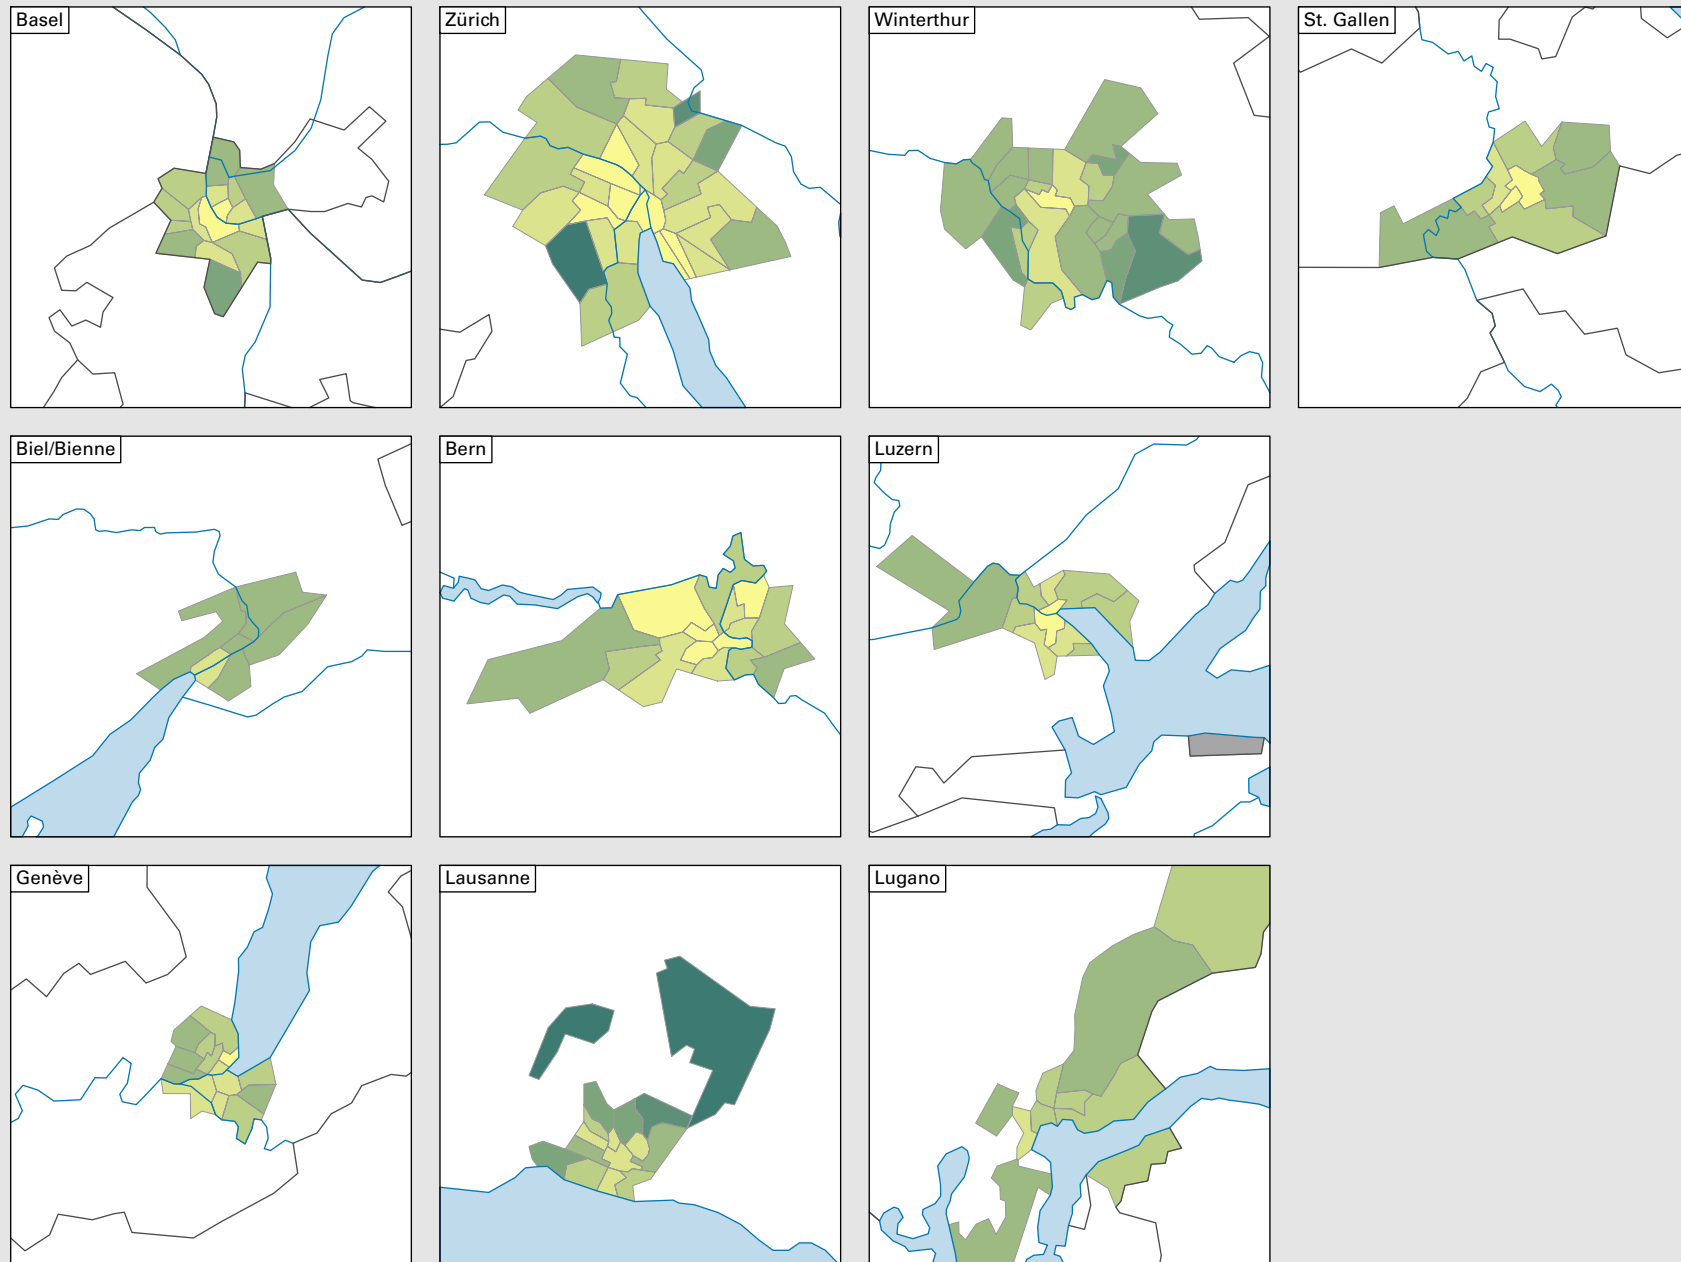 Basel
Zürich
Winterthur
St. Gallen
Biel/Bienne
Bern
Luzern
Genève
Lausanne
Lugano